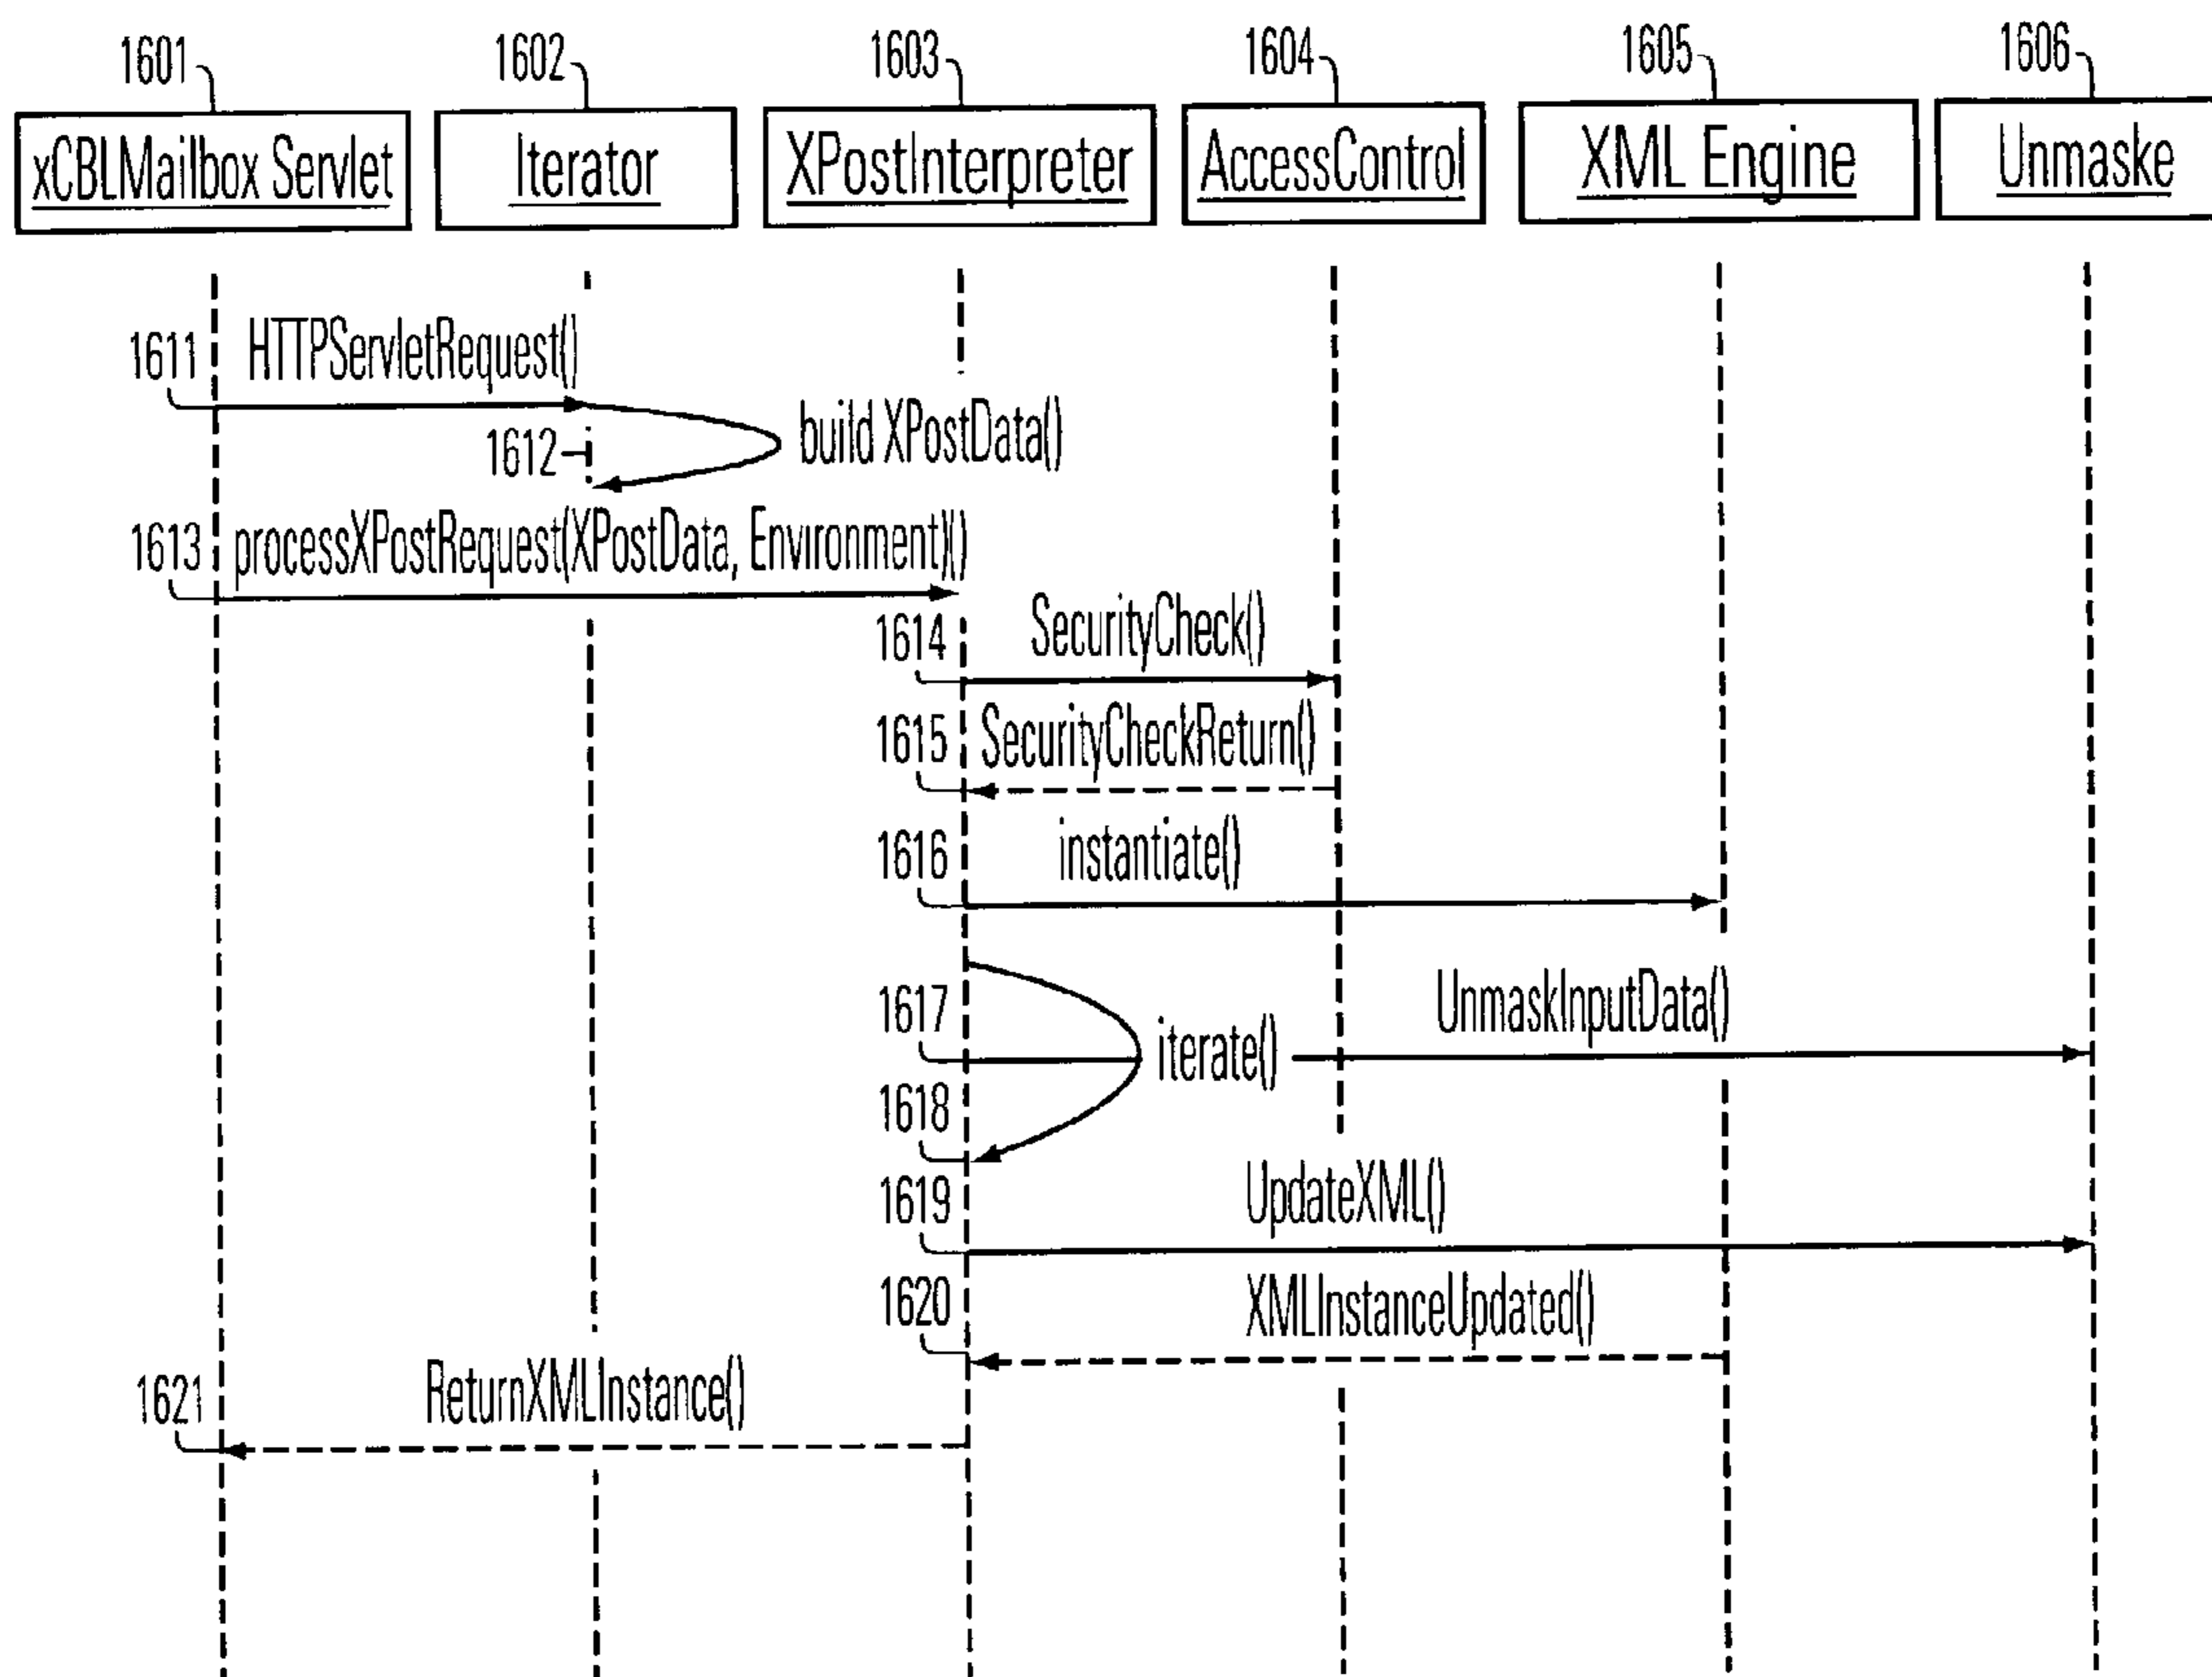 1601 1602 1603 1604 1605 1606
xCBLMailbox Servlet Iterator XPostInterpreter AccessControl XML Engine Unmaske
1611 HTTPServletRequest()
1612 build XPostData()
1613 processXPostRequest(XPostData, Environment)()
1614 SecurityCheck()
1615 SecurityCheckReturn()
1616 instantiate()
1617 iterate() UnmaskInputData()
1618
1619 UpdateXML()
1620 XMLInstanceUpdated()
1621 ReturnXMLInstance()